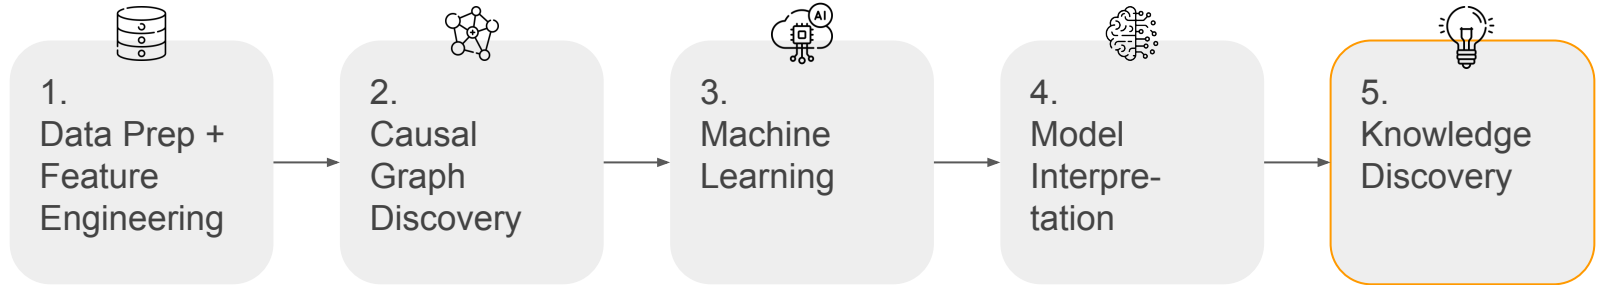 1.
Data Prep +
Feature
Engineering
2.
Causal
Graph
Discovery
AI
3.
Machine
Learning
4.
Model
Interpre-
tation
5.
Knowledge
Discovery